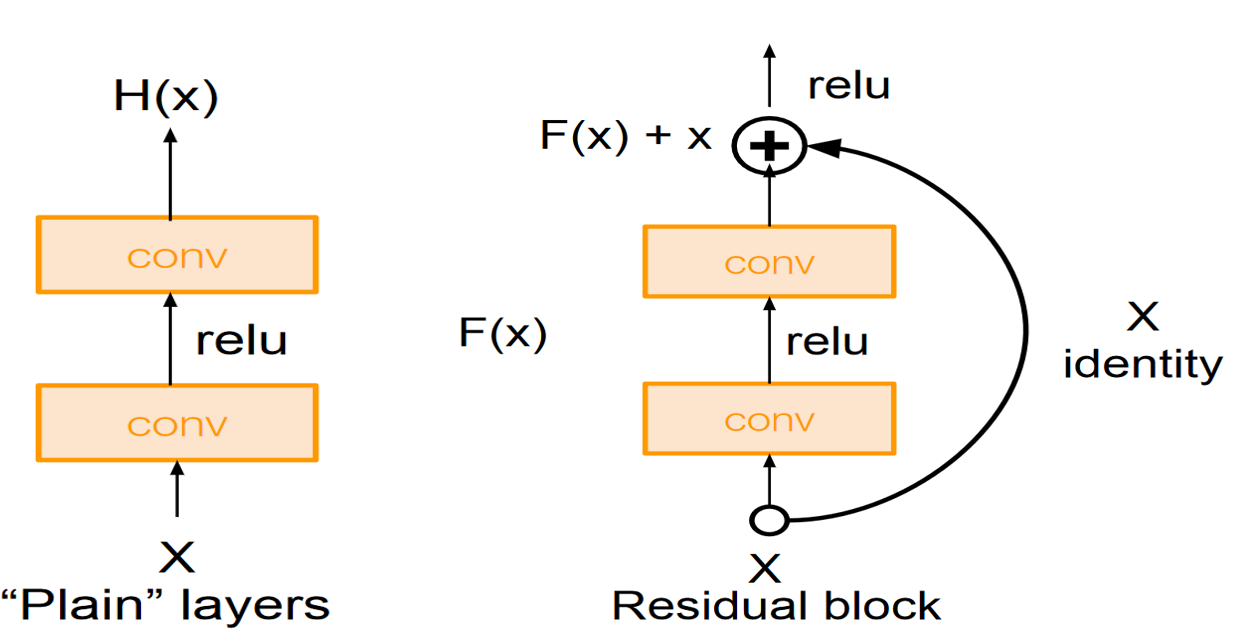 H(x)
conv
relu
conv
X
“Plain” layers
relu
F(x) + x
conv
F(x)
relu
conv
X
identity
X
Residual block